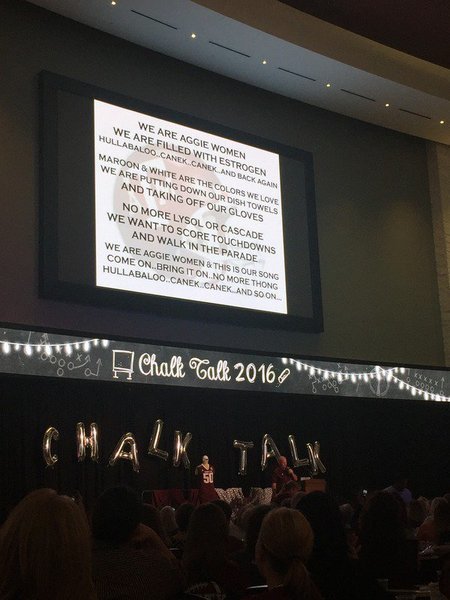 WE ARE AGGIE WOMEN
WE ARE FILLED WITH ESTROGEN
HULLABALOO..CANEK..CANEK..AND BACK AGAIN
MAROON & WHITE ARE THE COLORS WE LOVE
WE ARE PUTTING DOWN OUR DISH TOWELS
AND TAKING OFF OUR GLOVES
NO MORE LYSOL OR CASCADE
WE WANT TO SCORE TOUCHDOWNS
AND WALK IN THE PARADE
WE ARE AGGIE WOMEN & THIS IS OUR SONG
COME ON..BRING IT ON..NO MORE THONG
HULLABALOO..CANEK..CANEK..AND SO ON...
Chalk Talk 2016
CHALK TALK
50